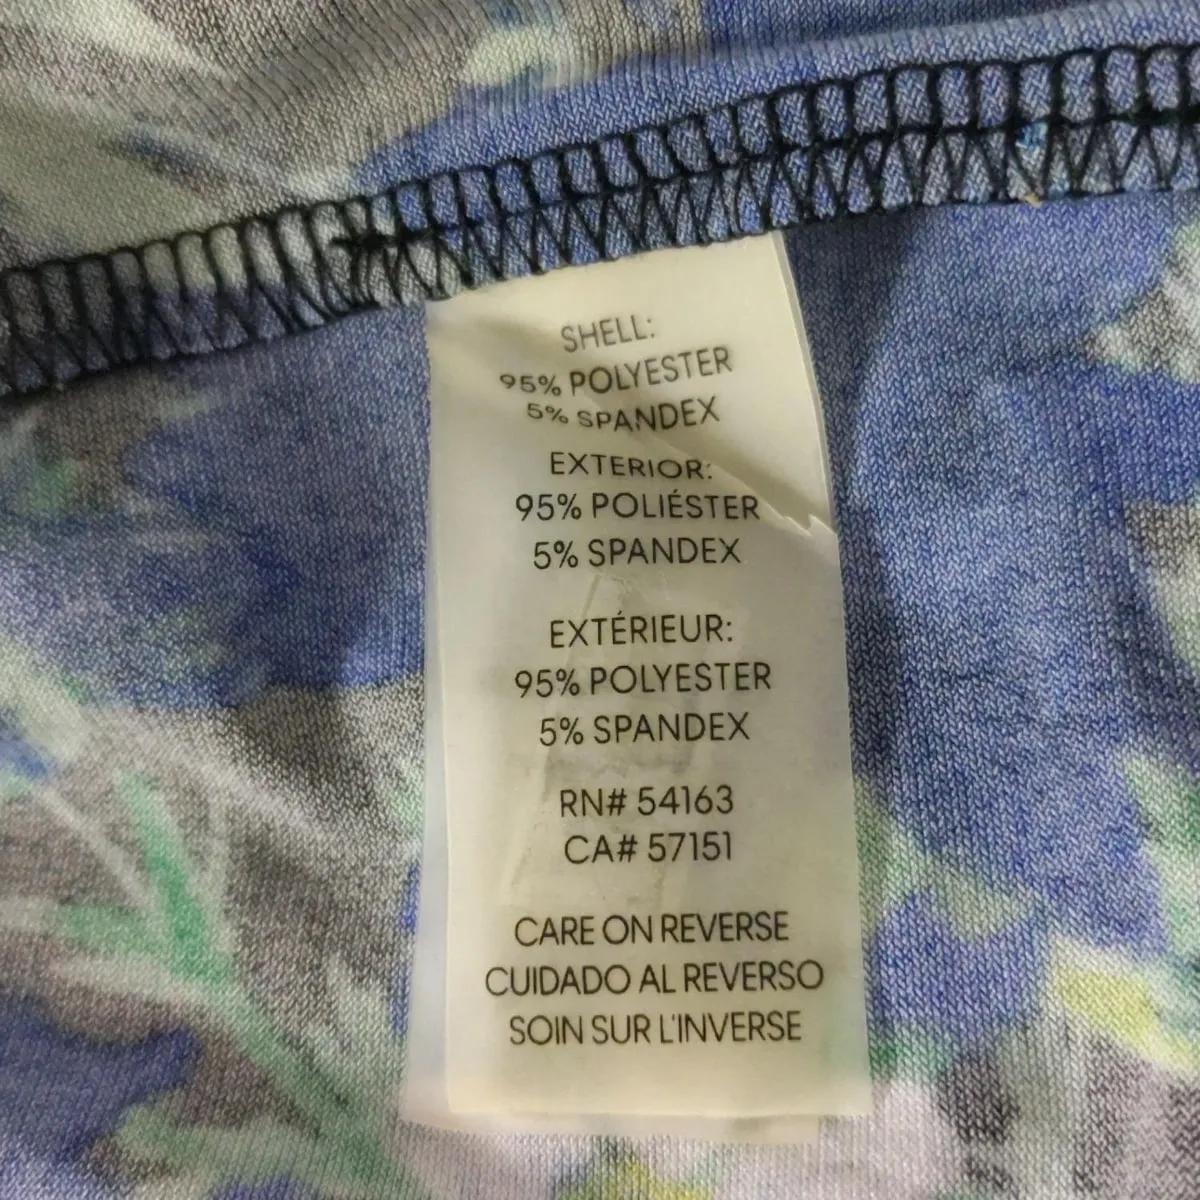 SHELL:
95% POLYESTER
5% SPANDEX
EXTERIOR:
95% POLIÉSTER
5% SPANDEX
EXTÉRIEUR:
95% POLYESTER
5% SPANDEX
RN# 54163
CA# 57151
CARE ON REVERSE
CUIDADO AL REVERSO
SOIN SUR L'INVERSE